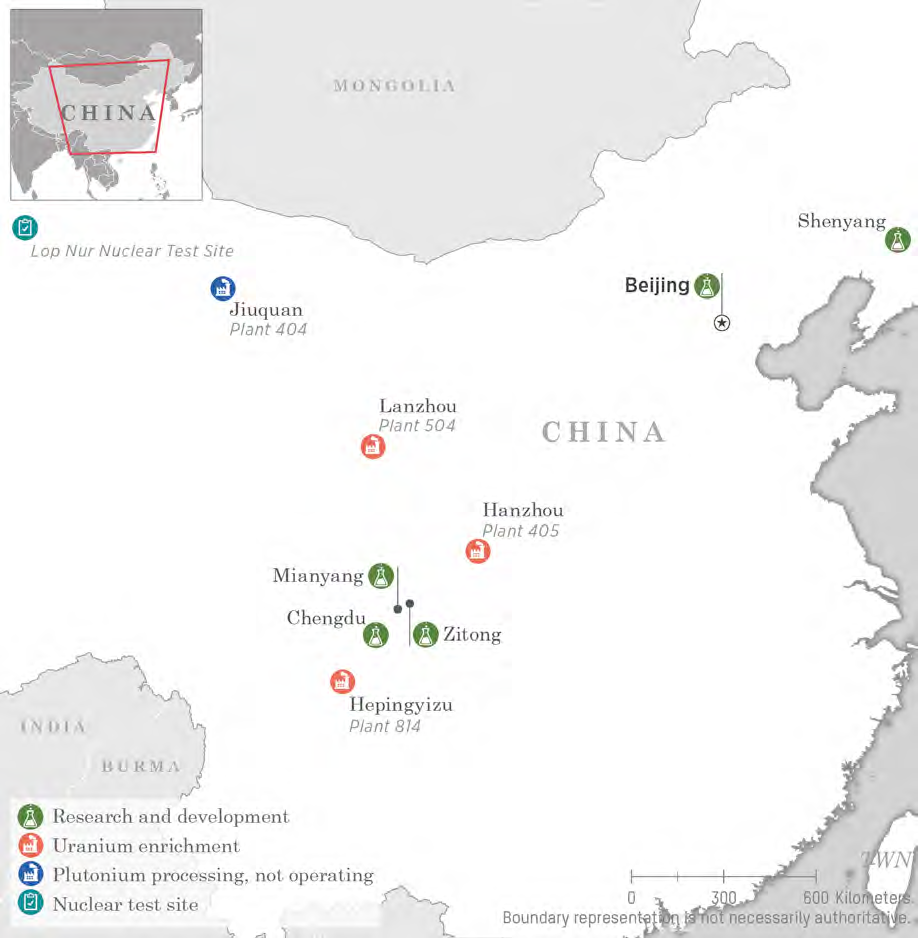 CHINA
MONGOLIA
Lop Nur Nuclear Test Site
Shenyang
Beijing
Jiuquan
Plant 404
Lanzhou
Plant 504
CHINA
Hanzhou
Plant 405
Mianyang
Chengdu
Zitong
Hepingyizu
Plant 814
INDIA
BURMA
Research and development
Uranium enrichment
Plutonium processing, not operating
Nuclear test site
TWN
0 300 600 Kilometers
Boundary representation is not necessarily authoritative.